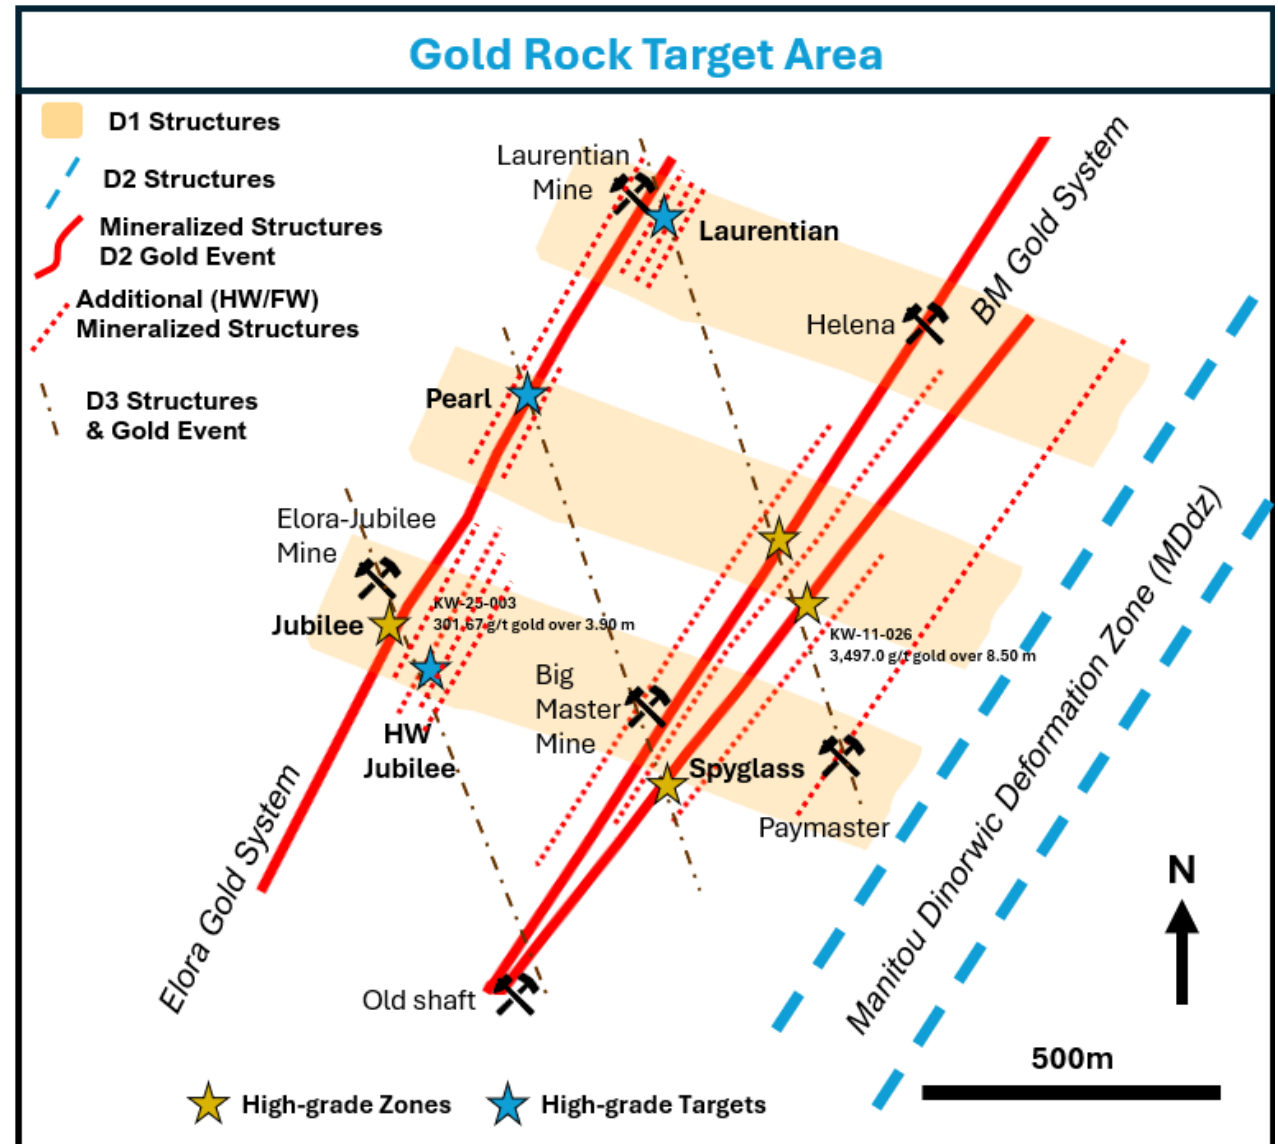 Gold Rock Target Area
D1 Structures
D2 Structures
Mineralized Structures
D2 Gold Event
Additional (HW/FW)
Mineralized Structures
D3 Structures
& Gold Event
Laurentian
Mine
Laurentian
BM Gold System
Helena
Pearl
Elora-Jubilee
Mine
Jubilee
KW-25-003
301.67 g/t gold over 3.90 m
KW-11-026
3,497.0 g/t gold over 8.50 m
Big
Master
Mine
HW
Jubilee
Spyglass
Paymaster
Manitou Dinorwic Deformation Zone (MDdz)
Elora Gold System
Old shaft
N
500m
High-grade Zones
High-grade Targets